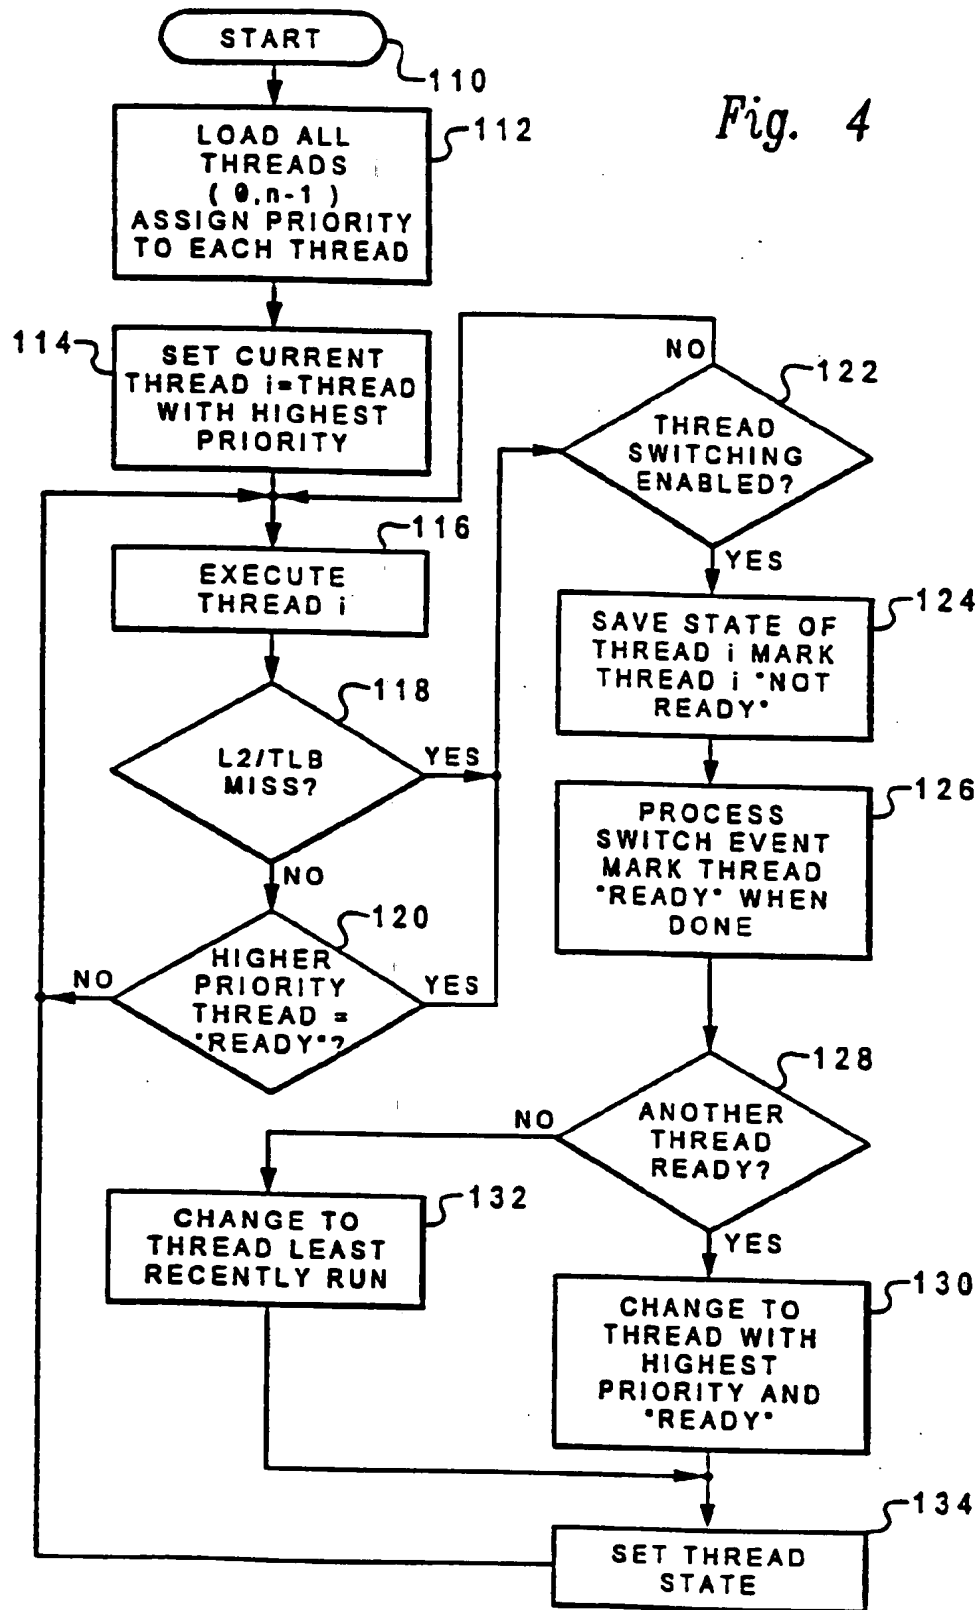 START
110
Fig. 4
LOAD ALL
THREADS
( 0,n-1 )
ASSIGN PRIORITY
TO EACH THREAD
112
114
SET CURRENT
THREAD i=THREAD
WITH HIGHEST
PRIORITY
NO
122
THREAD
SWITCHING
ENABLED?
YES
116
EXECUTE
THREAD i
124
SAVE STATE OF
THREAD i MARK
THREAD i "NOT
READY"
118
L2/TLB
MISS?
YES
NO
126
PROCESS
SWITCH EVENT
MARK THREAD
"READY" WHEN
DONE
120
HIGHER
PRIORITY
THREAD =
"READY"?
NO
YES
128
ANOTHER
THREAD
READY?
NO
YES
132
CHANGE TO
THREAD LEAST
RECENTLY RUN
130
CHANGE TO
THREAD WITH
HIGHEST
PRIORITY AND
"READY"
134
SET THREAD
STATE